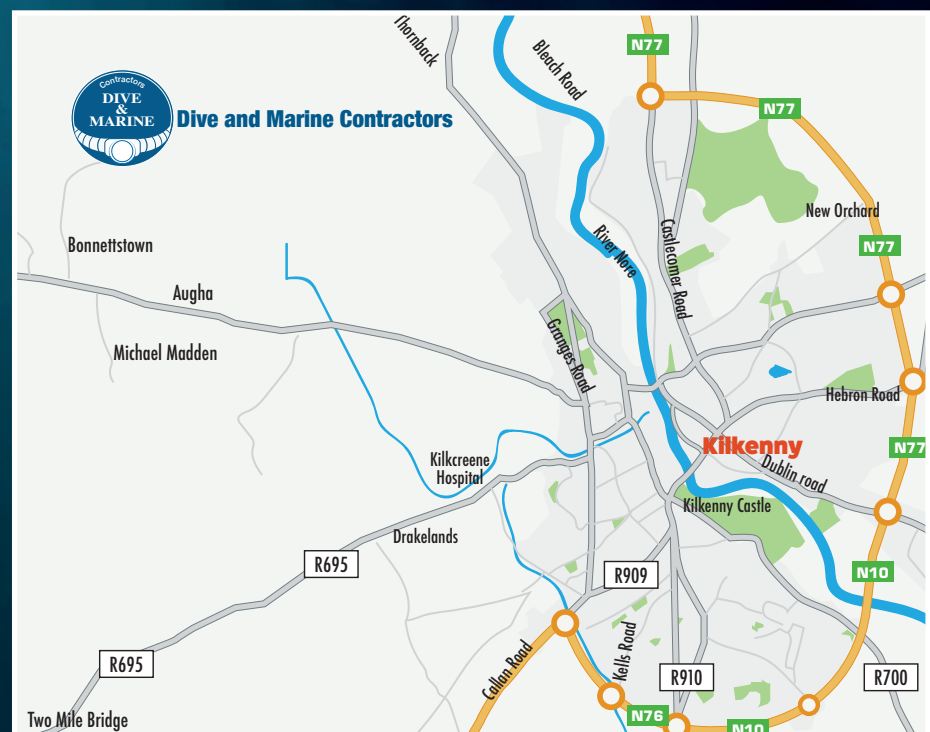 Thornback
Bleach Road
N77
N77
Contractors
DIVE
&
MARINE
Dive and Marine Contractors
New Orchard
N77
Bonnettstown
River Nore
Castlecomer Road
Augha
Michael Madden
Granges Road
Hebron Road
N77
Kilkenny
Kilkcreene
Hospital
Dublin road
Kilkenny Castle
Drakelands
R695
R909
N10
Callan Road
Kells Road
R695
R910
R700
Two Mile Bridge
N76
N10